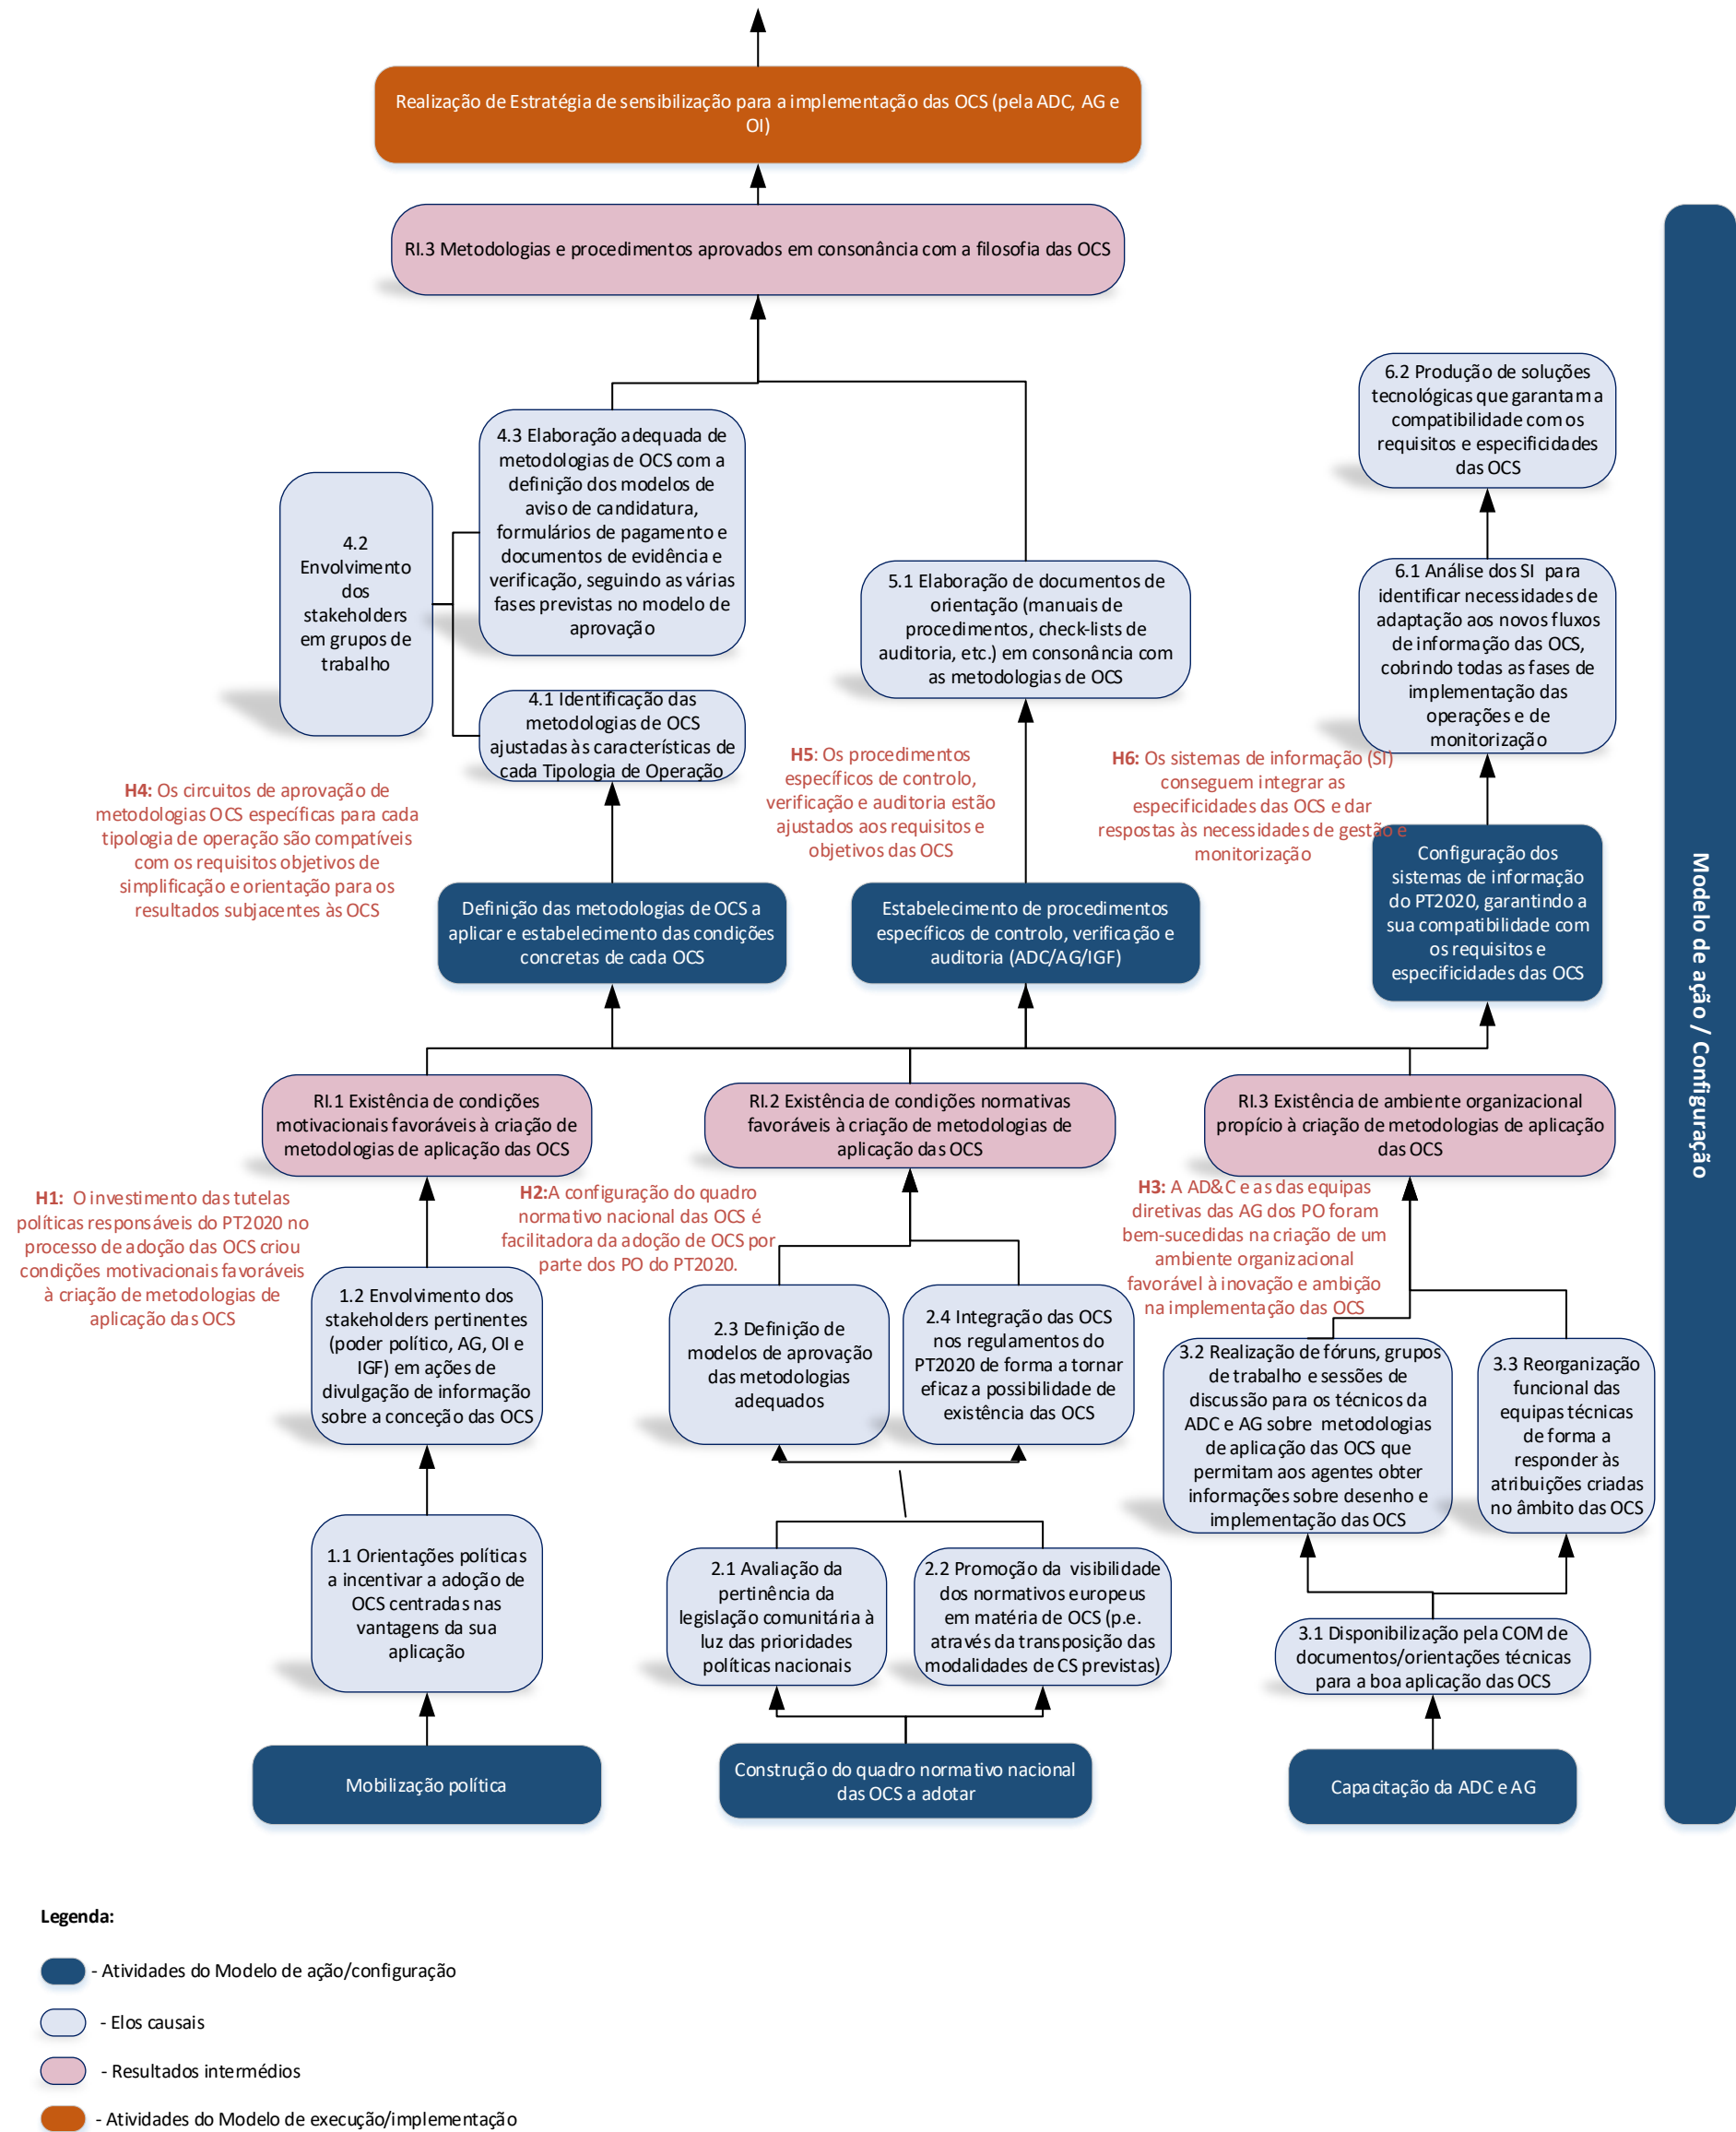 Realização de Estratégia de sensibilização para a implementação das OCS (pela ADC, AG e
OI)
RI.3 Metodologias e procedimentos aprovados em consonância com a filosofia das OCS
6.2 Produção de soluções
tecnológicas que garantam a
compatibilidade com os
requisitos e especificidades
das OCS
4.3 Elaboração adequada de
metodologias de OCS com a
definição dos modelos de
aviso de candidatura,
formulários de pagamento e
documentos de evidência e
verificação, seguindo as várias
fases previstas no modelo de
aprovação
4.2
Envolvimento
dos
stakeholders
em grupos de
trabalho
5.1 Elaboração de documentos de
orientação (manuais de
procedimentos, check-lists de
auditoria, etc.) em consonância com
as metodologias de OCS
6.1 Análise dos SI para
identificar necessidades de
adaptação aos novos fluxos
de informação das OCS,
cobrindo todas as fases de
implementação das
operações e de
monitorização
4.1 Identificação das
metodologias de OCS
ajustadas às características de
cada Tipologia de Operação
H4: Os circuitos de aprovação de
metodologias OCS específicas para cada
tipologia de operação são compatíveis
com os requisitos objetivos de
simplificação e orientação para os
resultados subjacentes às OCS
H5: Os procedimentos
específicos de controlo,
verificação e auditoria estão
ajustados aos requisitos e
objetivos das OCS
H6: Os sistemas de informação (SI)
conseguem integrar as
especificidades das OCS e dar
respostas às necessidades de gestão e
monitorização
Definição das metodologias de OCS a
aplicar e estabelecimento das condições
concretas de cada OCS
Estabelecimento de procedimentos
específicos de controlo, verificação e
auditoria (ADC/AG/IGF)
Configuração dos
sistemas de informação
do PT2020, garantindo a
sua compatibilidade com
os requisitos e
especificidades das OCS
Modelo de ação / Configuração
RI.1 Existência de condições
motivacionais favoráveis à criação de
metodologias de aplicação das OCS
RI.2 Existência de condições normativas
favoráveis à criação de metodologias de
aplicação das OCS
RI.3 Existência de ambiente organizacional
propício à criação de metodologias de aplicação
das OCS
H1: O investimento das tutelas
políticas responsáveis do PT2020 no
processo de adoção das OCS criou
condições motivacionais favoráveis
à criação de metodologias de
aplicação das OCS
H2:A configuração do quadro
normativo nacional das OCS é
facilitadora da adoção de OCS por
parte dos PO do PT2020.
H3: A AD&C e as das equipas
diretivas das AG dos PO foram
bem-sucedidas na criação de um
ambiente organizacional
favorável à inovação e ambição
na implementação das OCS
1.2 Envolvimento dos
stakeholders pertinentes
(poder político, AG, OI e
IGF) em ações de
divulgação de informação
sobre a conceção das OCS
2.3 Definição de
modelos de aprovação
das metodologias
adequados
2.4 Integração das OCS
nos regulamentos do
PT2020 de forma a tornar
eficaz a possibilidade de
existência das OCS
3.2 Realização de fóruns, grupos
de trabalho e sessões de
discussão para os técnicos da
ADC e AG sobre metodologias
de aplicação das OCS que
permitam aos agentes obter
informações sobre desenho e
implementação das OCS
3.3 Reorganização
funcional das
equipas técnicas
de forma a
responder às
atribuições criadas
no âmbito das OCS
1.1 Orientações políticas
a incentivar a adoção de
OCS centradas nas
vantagens da sua
aplicação
2.1 Avaliação da
pertinência da
legislação comunitária à
luz das prioridades
políticas nacionais
2.2 Promoção da visibilidade
dos normativos europeus
em matéria de OCS (p.e.
através da transposição das
modalidades de CS previstas)
3.1 Disponibilização pela COM de
documentos/orientações técnicas
para a boa aplicação das OCS
Mobilização política
Construção do quadro normativo nacional
das OCS a adotar
Capacitação da ADC e AG
Legenda:
- Atividades do Modelo de ação/configuração
- Elos causais
- Resultados intermédios
- Atividades do Modelo de execução/implementação